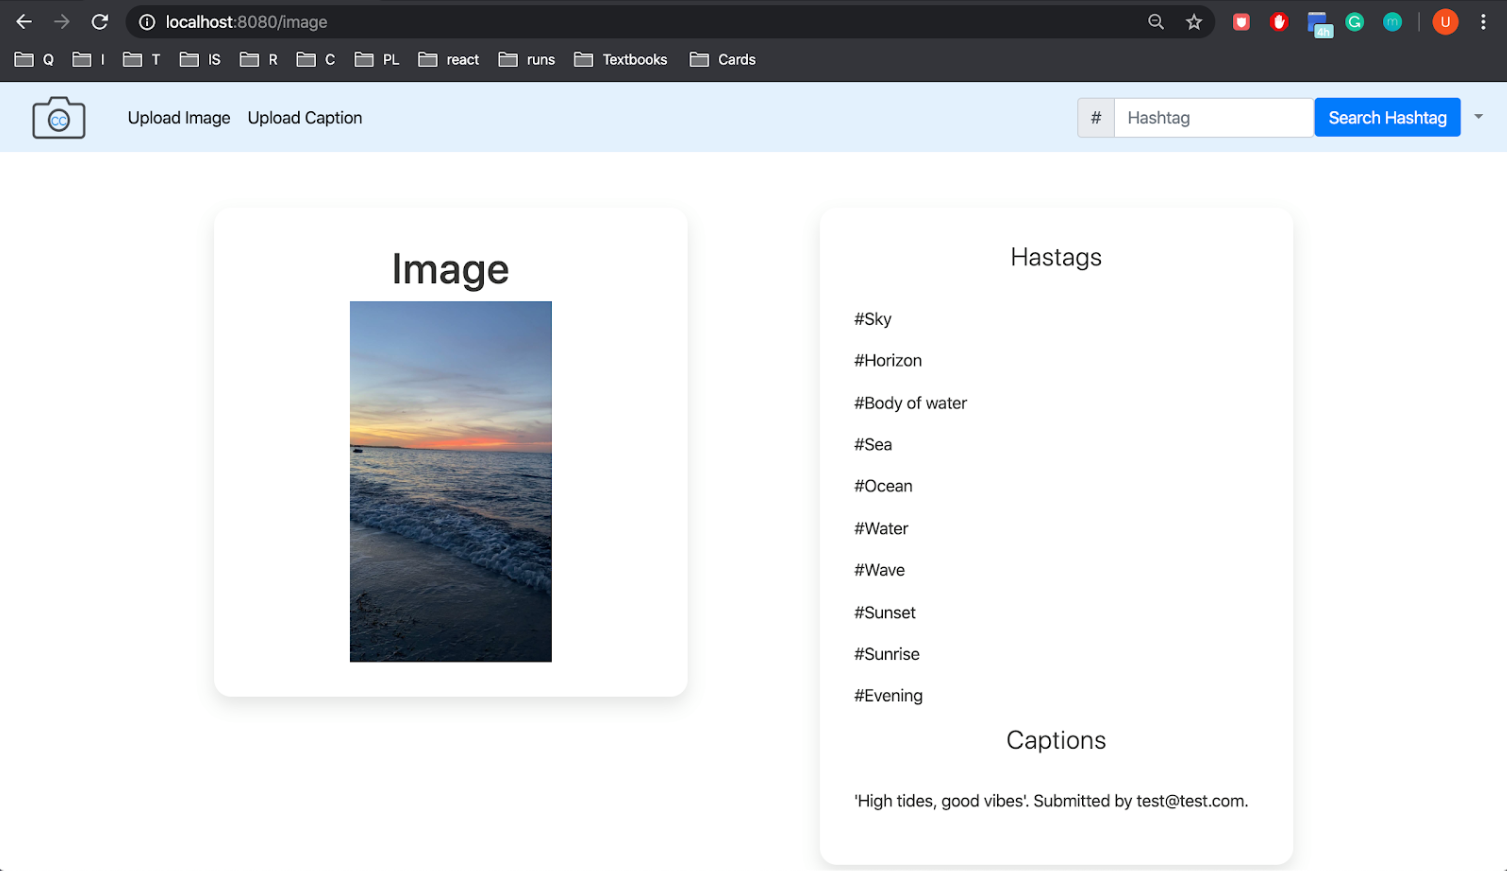 localhost:8080/image
4h
U
Q I T IS R C PL react runs Textbooks Cards
CC Upload Image Upload Caption # Hashtag Search Hashtag
Image
Hastags
#Sky
#Horizon
#Body of water
#Sea
#Ocean
#Water
#Wave
#Sunset
#Sunrise
#Evening
Captions
'High tides, good vibes'. Submitted by test@test.com.